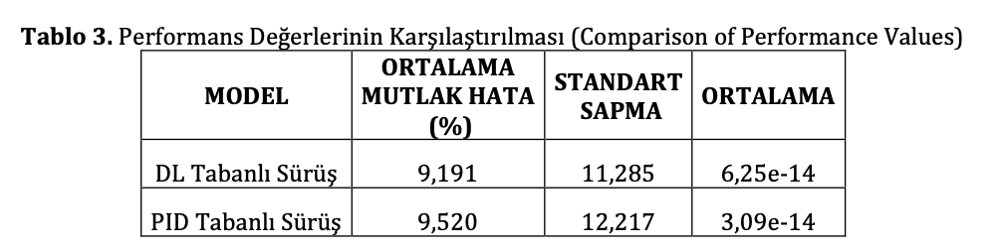 Tablo 3. Performans Değerlerinin Karşılaştırılması (Comparison of Performance Values)
MODEL ORTALAMA MUTLAK HATA (%) STANDART SAPMA ORTALAMA
DL Tabanlı Sürüş 9,191 11,285 6,25e-14
PID Tabanlı Sürüş 9,520 12,217 3,09e-14